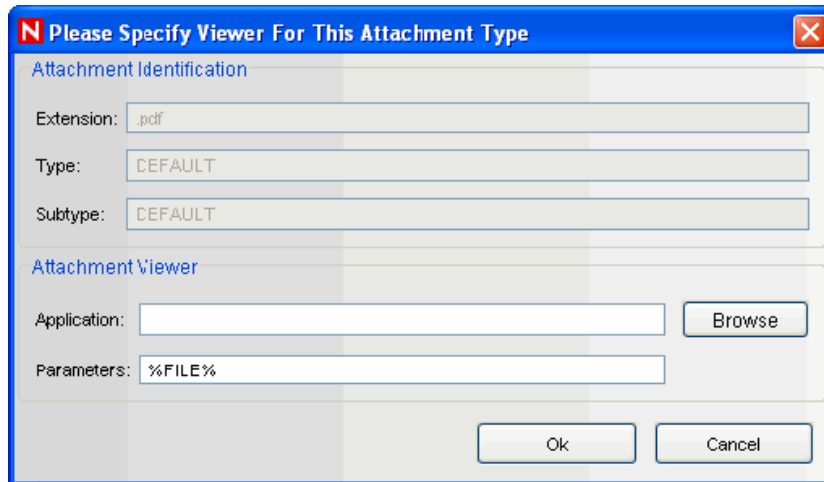 N Please Specify Viewer For This Attachment Type
Attachment Identification
Extension: .pdf
Type: DEFAULT
Subtype: DEFAULT
Attachment Viewer
Application: Browse
Parameters: %FILE%
Ok Cancel